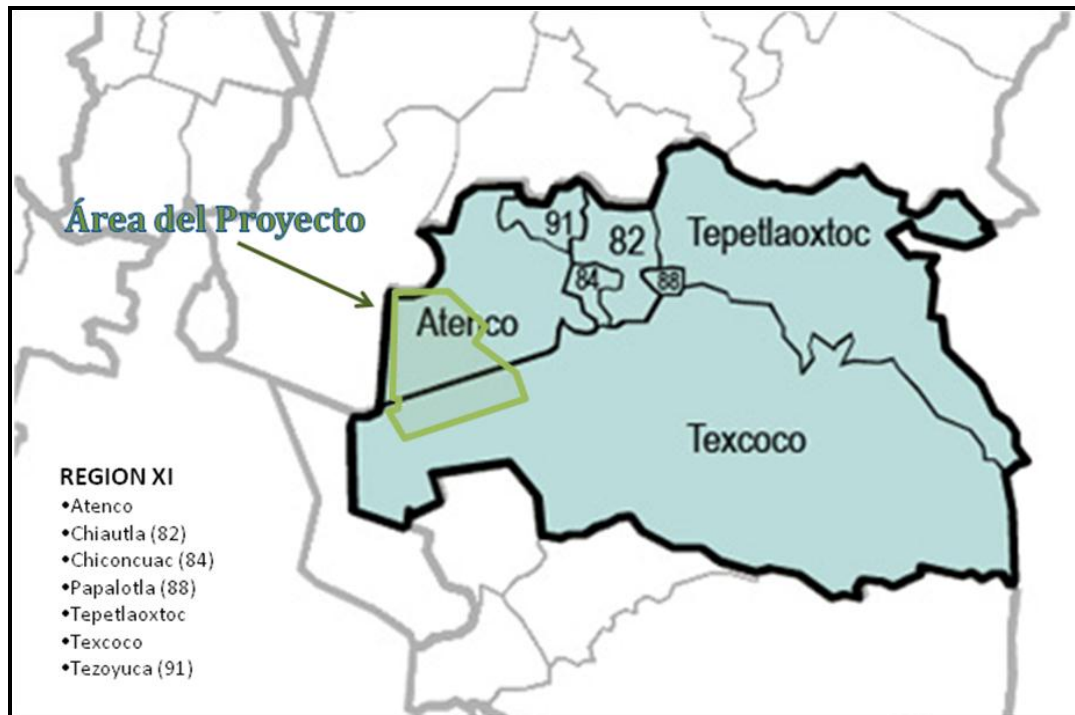 Área del Proyecto
91
82
Tepetlaoxtoc
84
88
Atenco
Texcoco
REGION XI
•Atenco
•Chiautla (82)
•Chiconcuac (84)
•Papalotla (88)
•Tepetlaoxtoc
•Texcoco
•Tezoyuca (91)